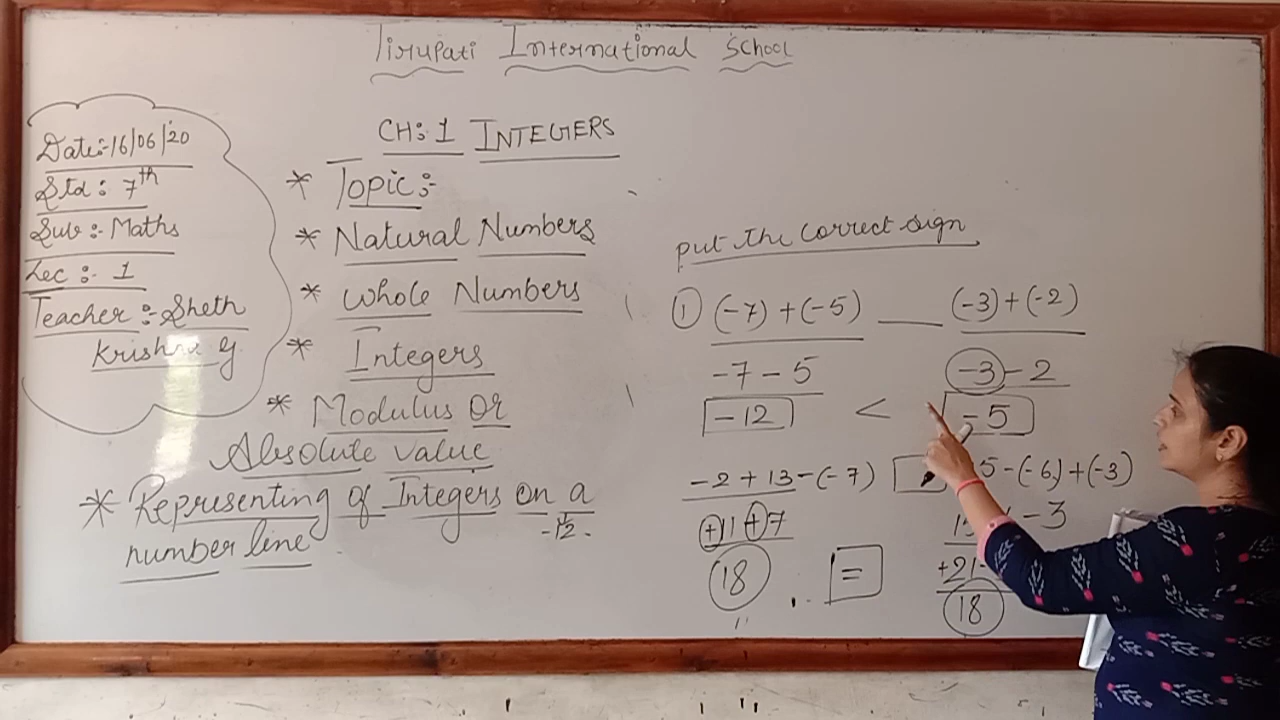 Tirupati International School
Date:-16/06/20
Std : 7th
Sub :- Maths
Lec :- 1
Teacher :- Sheth
Krishna G
CH: 1 INTEGERS
* Topic:-
* Natural Numbers
* Whole Numbers
* Integers
* Modulus Or
Absolute value
* Representing of Integers on a
number line
-12.
put the correct sign
① (-7) + (-5) ___ (-3) + (-2)
-7 - 5 -3 - 2
-12 < -5
-2 + 13 - (-7) 5 - (-6) + (-3)
+11 + 7 - 3
18 = +21
18